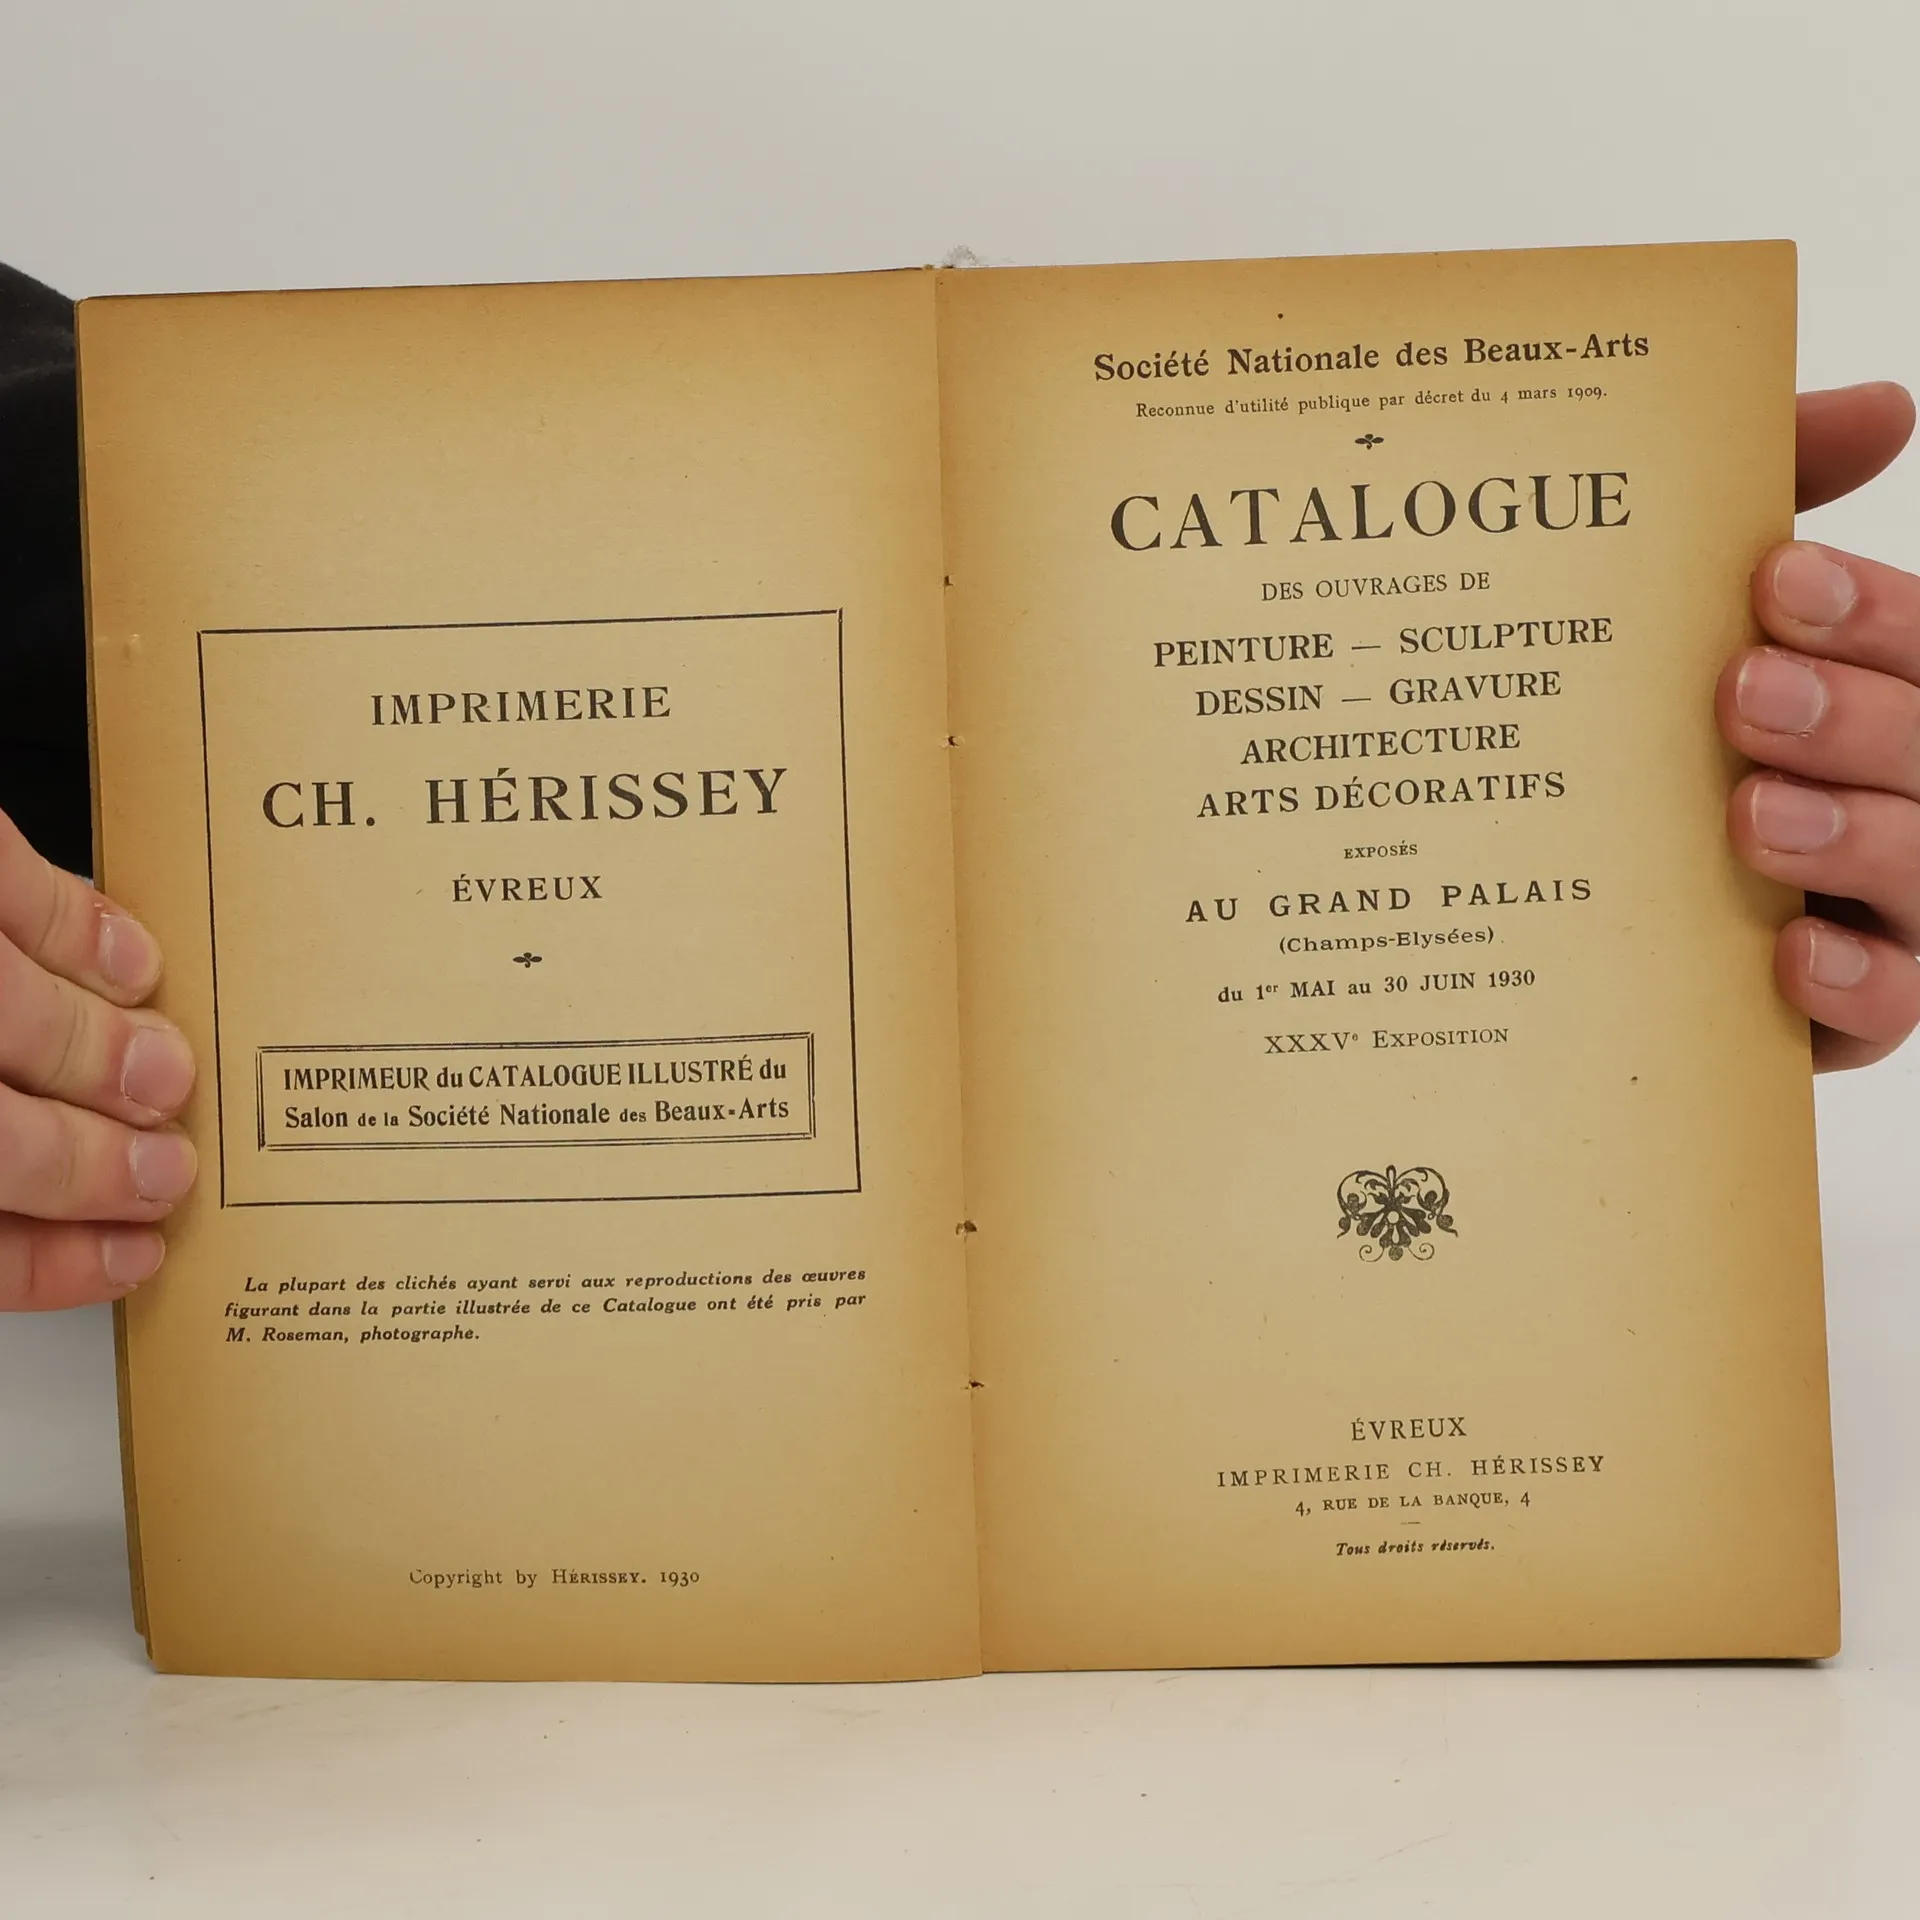 IMPRIMERIE
CH. HÉRISSEY
ÉVREUX
IMPRIMEUR du CATALOGUE ILLUSTRÉ du
Salon de la Société Nationale des Beaux-Arts
La plupart des clichés ayant servi aux reproductions des œuvres
figurant dans la partie illustrée de ce Catalogue ont été pris par
M. Roseman, photographe.
Copyright by HÉRISSEY. 1930
Société Nationale des Beaux-Arts
Reconnue d'utilité publique par décret du 4 mars 1909.
CATALOGUE
DES OUVRAGES DE
PEINTURE — SCULPTURE
DESSIN — GRAVURE
ARCHITECTURE
ARTS DÉCORATIFS
EXPOSÉS
AU GRAND PALAIS
(Champs-Elysées)
du 1er MAI au 30 JUIN 1930
XXXVe EXPOSITION
ÉVREUX
IMPRIMERIE CH. HÉRISSEY
4, RUE DE LA BANQUE, 4
Tous droits réservés.